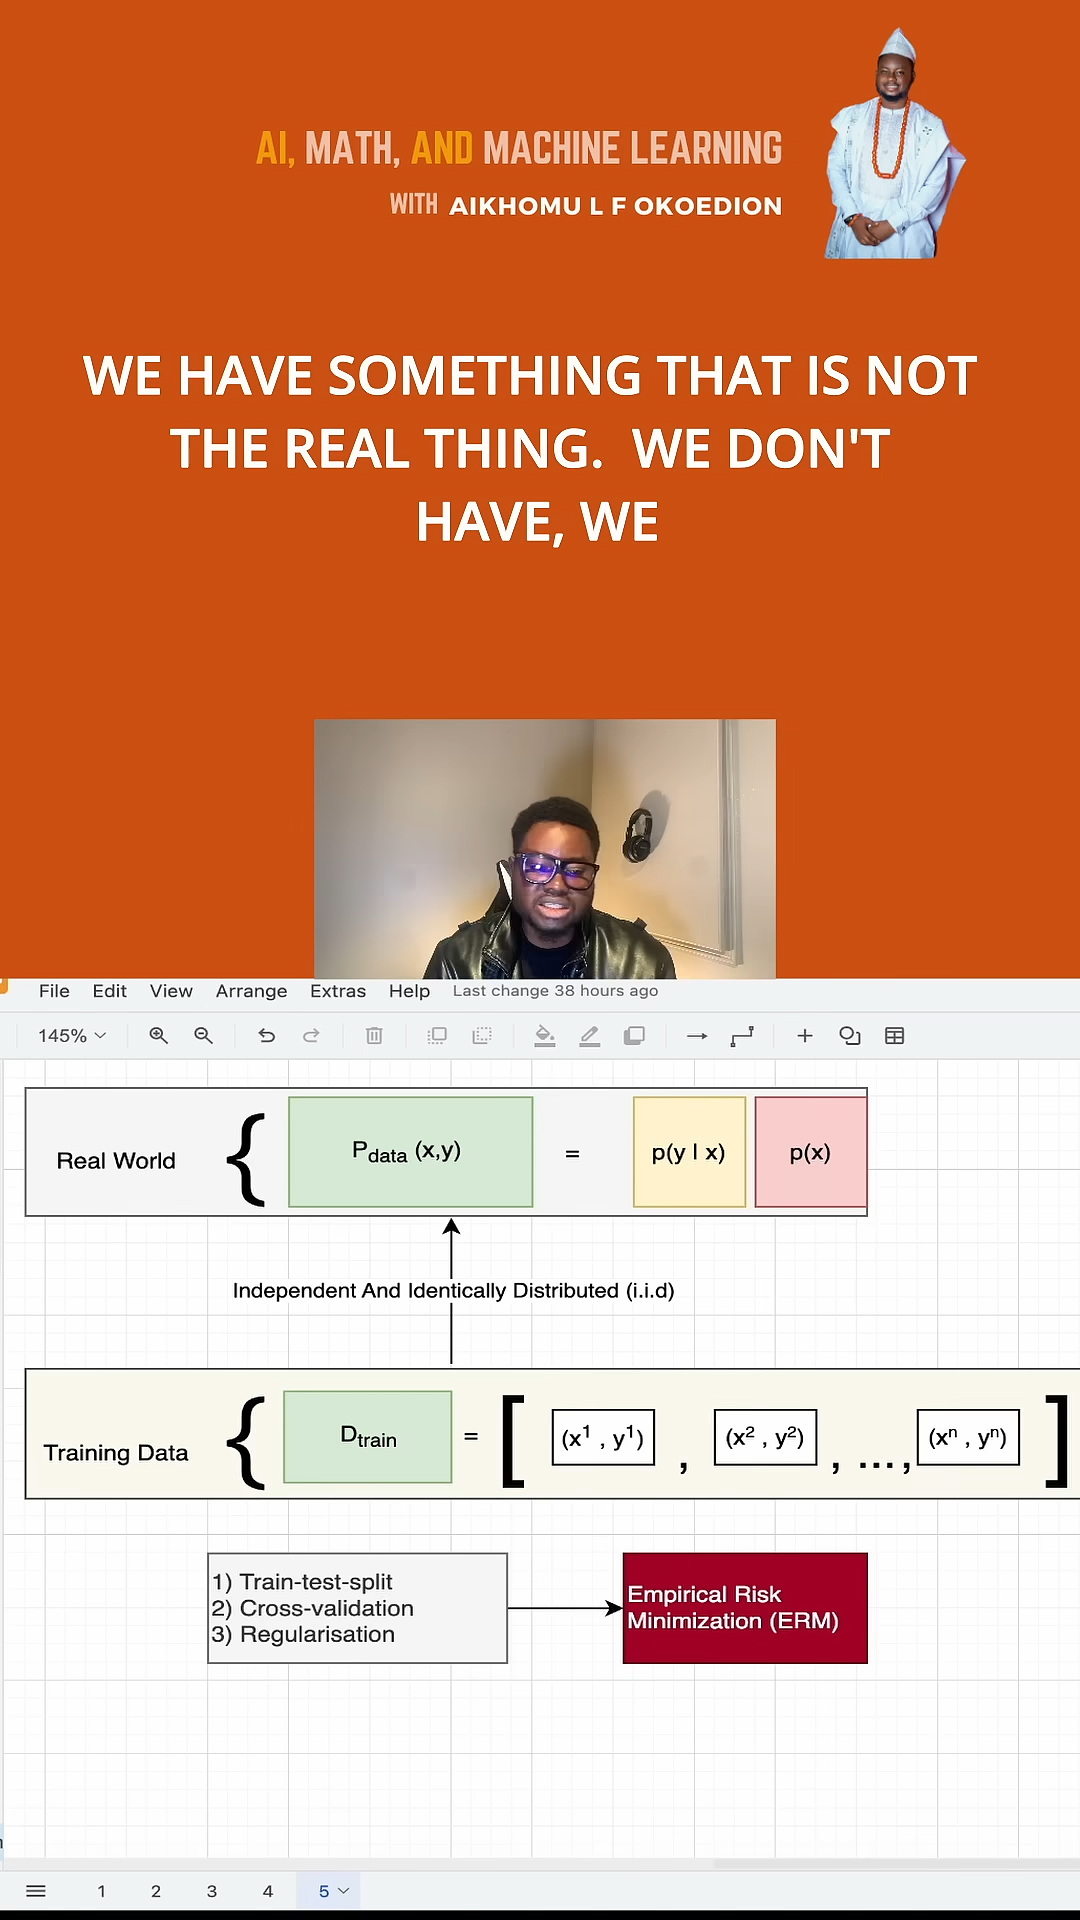 AI, MATH, AND MACHINE LEARNING
WITH AIKHOMU L F OKOEDION
WE HAVE SOMETHING THAT IS NOT
THE REAL THING. WE DON'T
HAVE, WE
File Edit View Arrange Extras Help Last change 38 hours ago
145%
Real World { Pdata (x,y) = p(y | x) p(x)
Independent And Identically Distributed (i.i.d)
Training Data { Dtrain = [ (x¹ , y¹) , (x² , y²) , ..., (xⁿ , yⁿ) ]
1) Train-test-split
2) Cross-validation
3) Regularisation
Empirical Risk
Minimization (ERM)
1 2 3 4 5